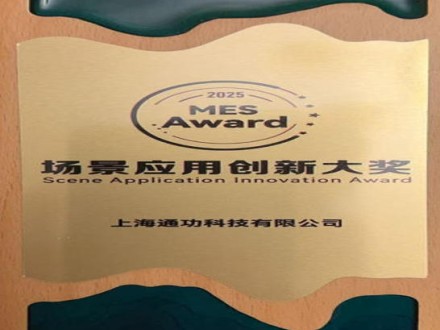 2025
MES
Award
场景应用创新大奖
Scene Application Innovation Award
上海通功科技有限公司